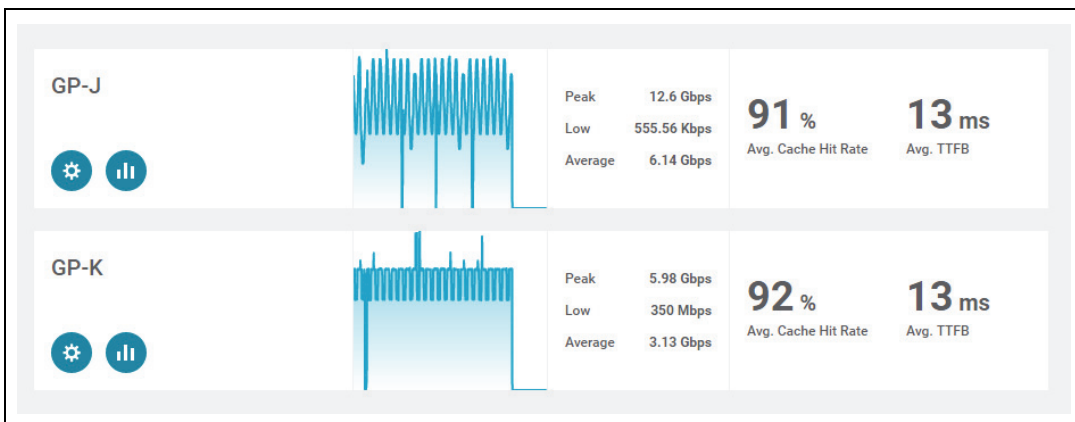 GP-J
Peak 12.6 Gbps
Low 555.56 Kbps
Average 6.14 Gbps
91 %
Avg. Cache Hit Rate
13 ms
Avg. TTFB
GP-K
Peak 5.98 Gbps
Low 350 Mbps
Average 3.13 Gbps
92 %
Avg. Cache Hit Rate
13 ms
Avg. TTFB